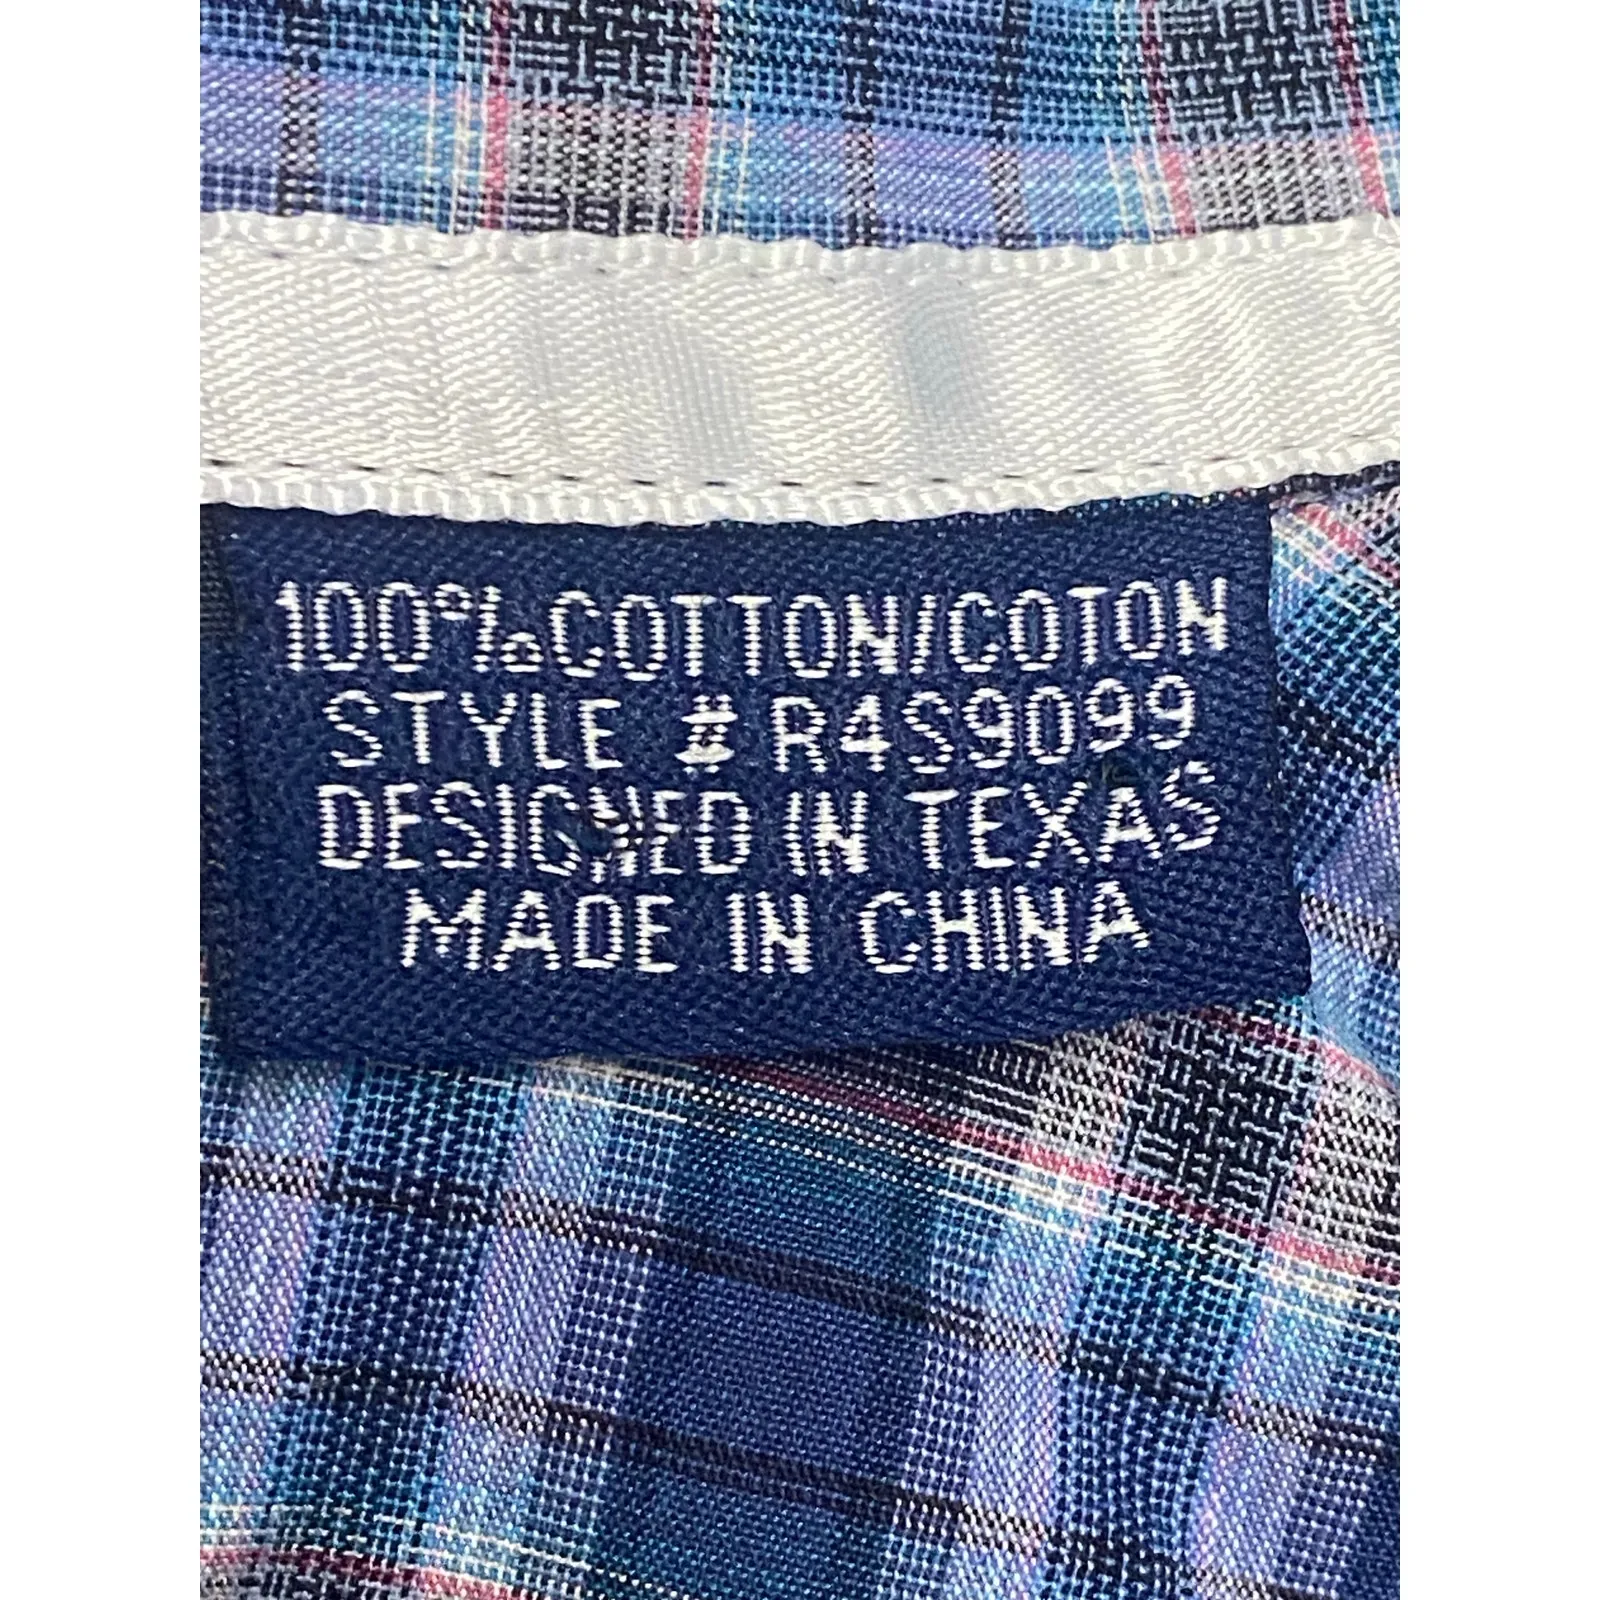 100%COTTON/COTON
STYLE # R4S9099
DESIGNED IN TEXAS
MADE IN CHINA